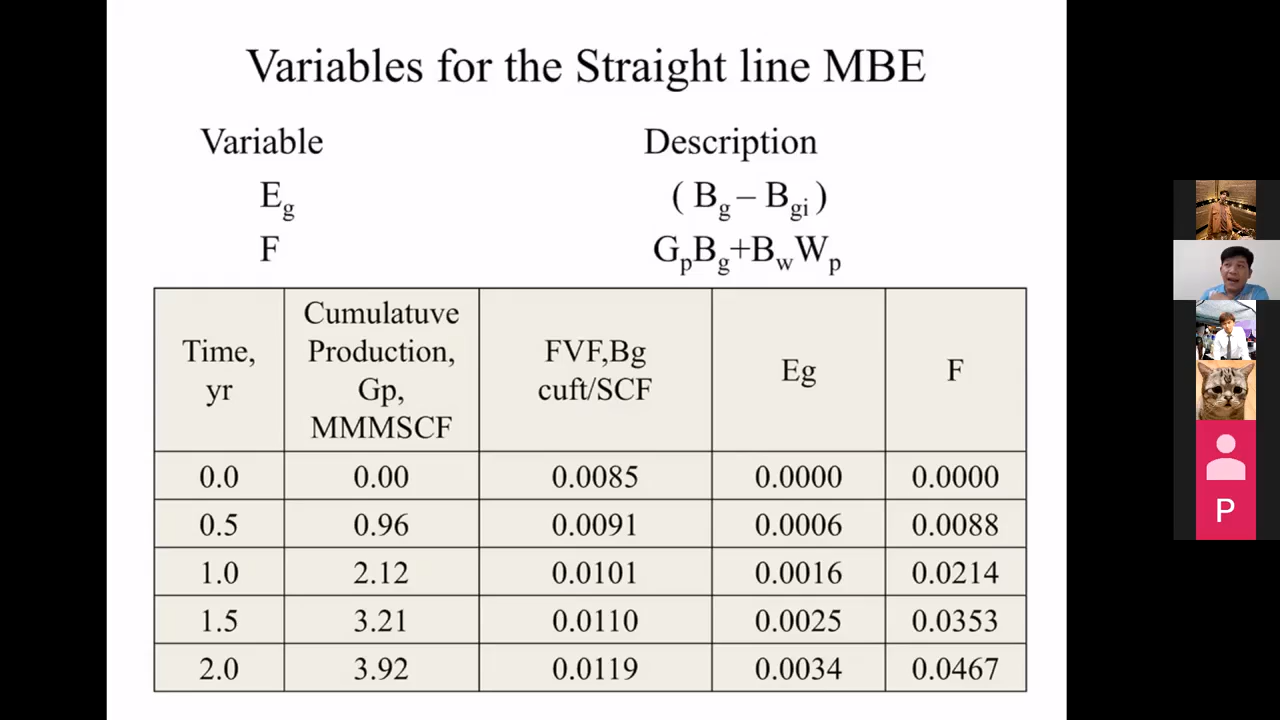 Variables for the Straight line MBE
Variable Description
Eg ( Bg – Bgi )
F GpBg+BwWp
Time, yr
Cumulatuve Production, Gp, MMMSCF
FVF,Bg cuft/SCF
Eg
F
0.0 0.00 0.0085 0.0000 0.0000
0.5 0.96 0.0091 0.0006 0.0088
1.0 2.12 0.0101 0.0016 0.0214
1.5 3.21 0.0110 0.0025 0.0353
2.0 3.92 0.0119 0.0034 0.0467
P